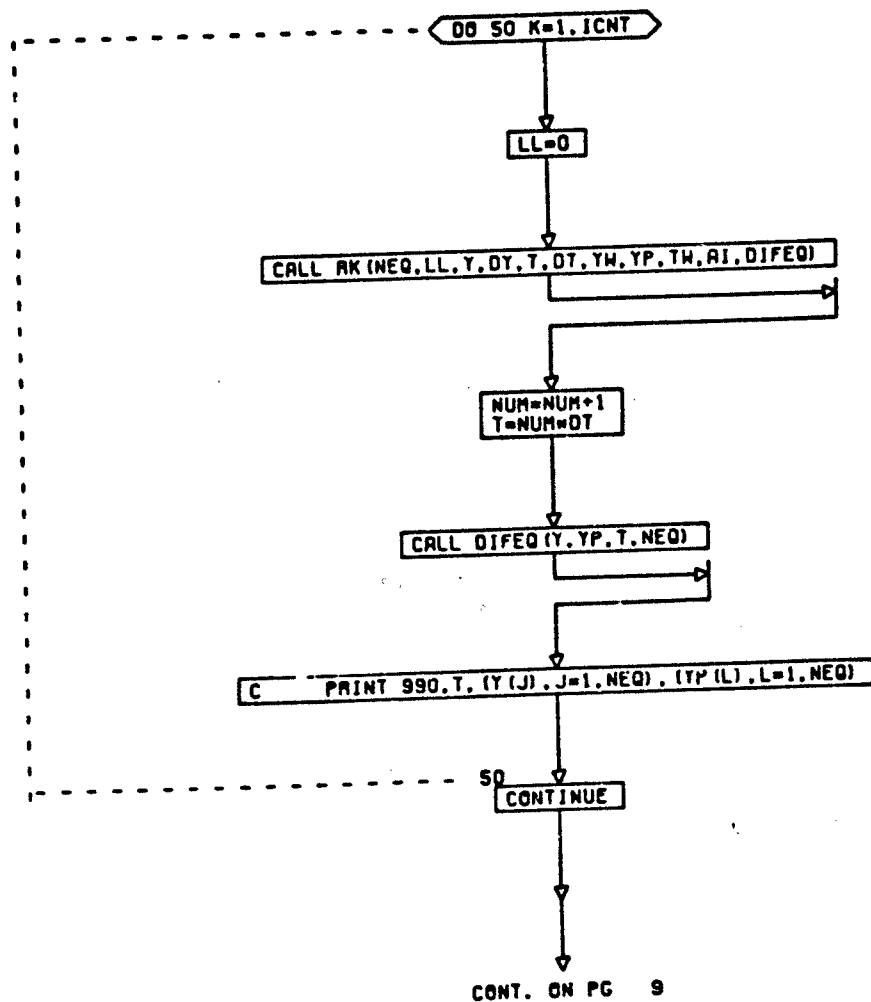 DO 50 K=1,ICNT
LL=0
CALL RK(NEQ,LL,Y,DY,T,DT,YW,YP,TW,AI,DIFEQ)
NUM=NUM+1
T=NUM*DT
CALL DIFEQ(Y,YP,T,NEQ)
C PRINT 990,T,(Y(J),J=1,NEQ),(YP(L),L=1,NEQ)
50
CONTINUE
CONT. ON PG 9